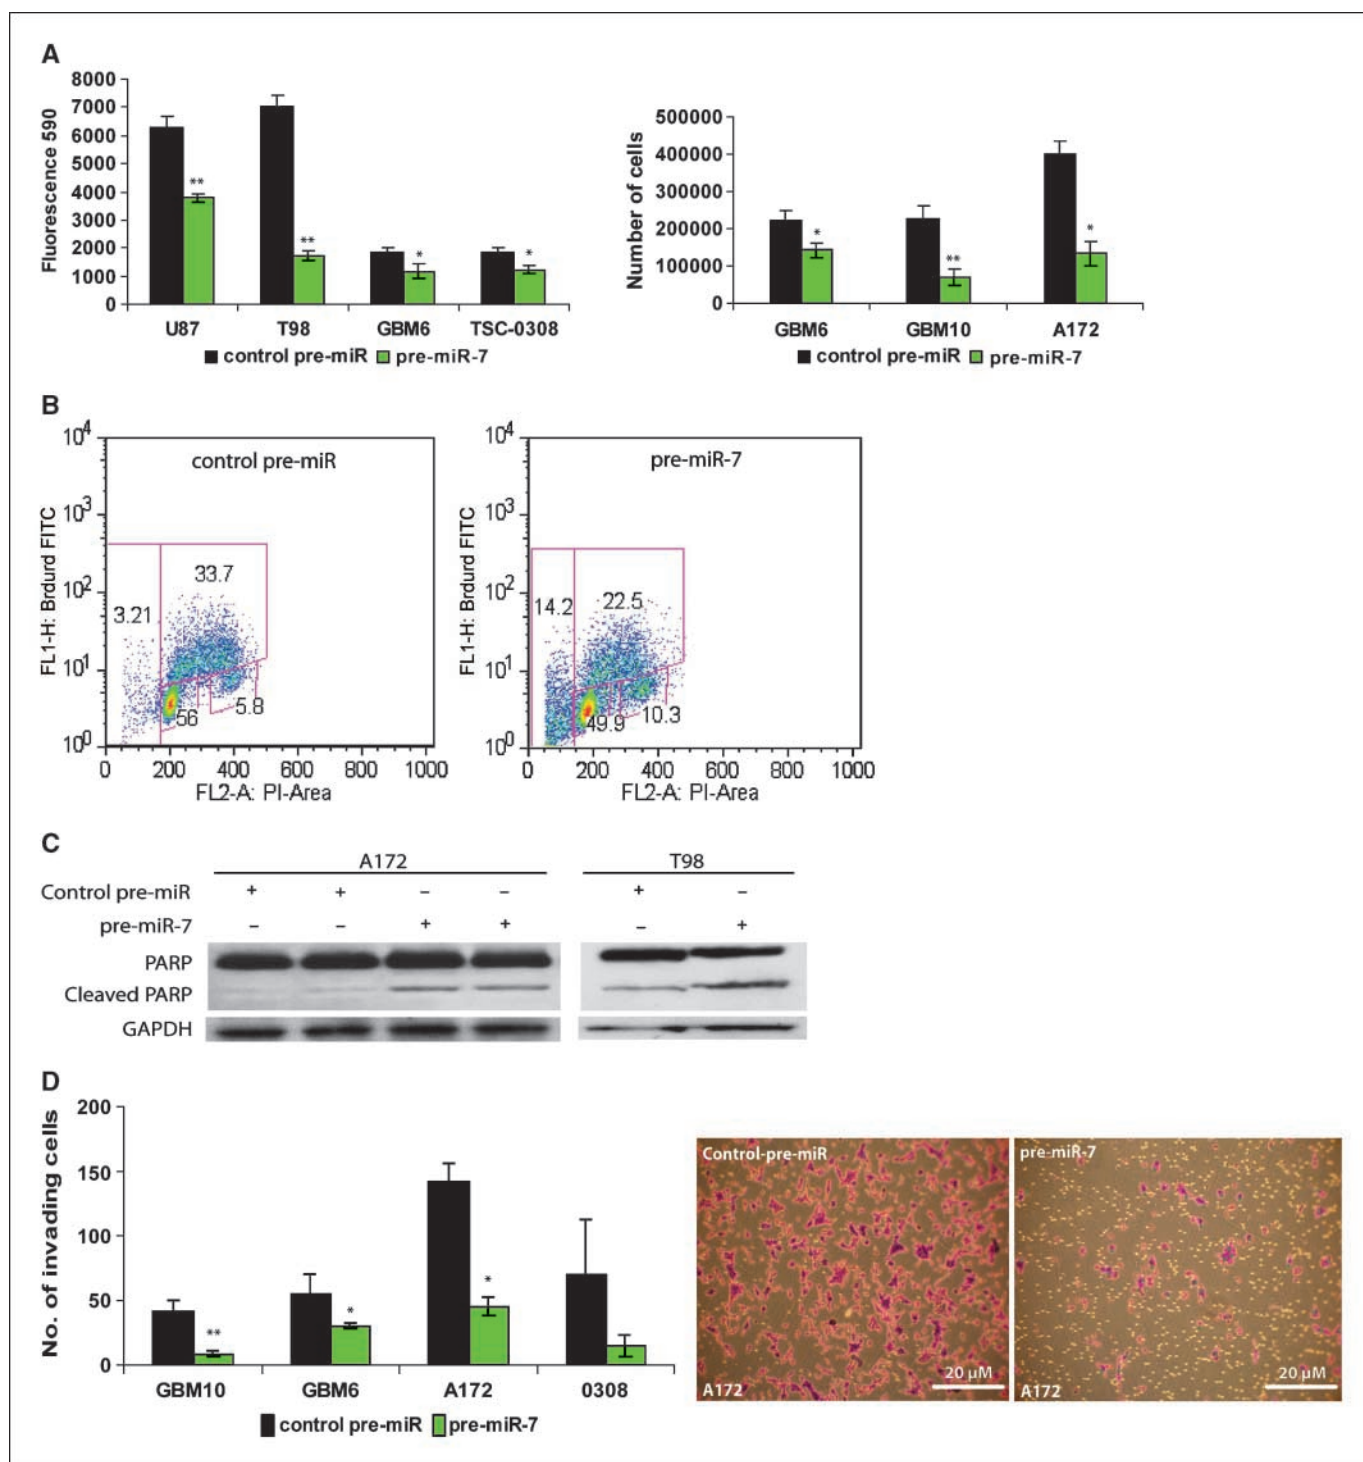 A
Fluorescence 590
8000
7000
6000
5000
4000
3000
2000
1000
0
**
**
*
*
U87 T98 GBM6 TSC-0308
control pre-miR pre-miR-7
Number of cells
500000
400000
300000
200000
100000
0
*
**
*
GBM6 GBM10 A172
control pre-miR pre-miR-7
B
FL1-H: Brdurd FITC
10^4
10^3
10^2
10^1
10^0
control pre-miR
33.7
3.21
56
5.8
0 200 400 600 800 1000
FL2-A: PI-Area
FL1-H: Brdurd FITC
10^4
10^3
10^2
10^1
10^0
pre-miR-7
14.2
22.5
49.9
10.3
0 200 400 600 800 1000
FL2-A: PI-Area
C
A172 T98
Control pre-miR + + – – + –
pre-miR-7 – – + + – +
PARP
Cleaved PARP
GAPDH
D
No. of invading cells
200
150
100
50
0
**
*
*
GBM10 GBM6 A172 0308
control pre-miR pre-miR-7
Control-pre-miR
A172
20 µM
pre-miR-7
A172
20 µM